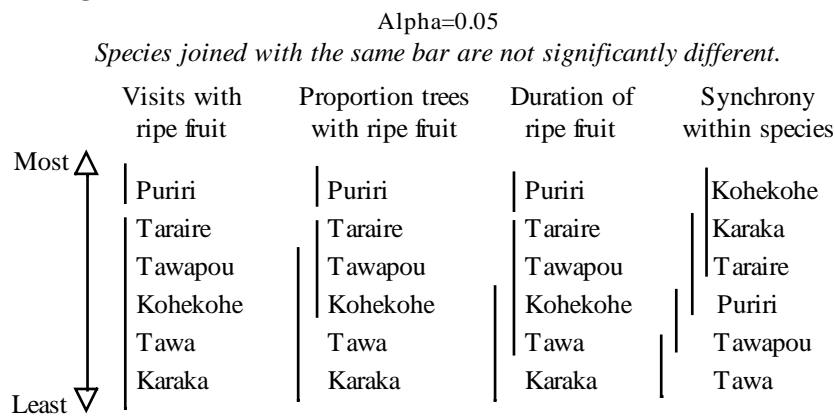 Alpha=0.05
Species joined with the same bar are not significantly different.
Visits with Proportion trees Duration of Synchrony
ripe fruit with ripe fruit ripe fruit within species
Most
Puriri Puriri Puriri Kohekohe
Taraire Taraire Taraire Karaka
Tawapou Tawapou Tawapou Taraire
Kohekohe Kohekohe Kohekohe Puriri
Tawa Tawa Tawa Tawapou
Karaka Karaka Karaka Tawa
Least